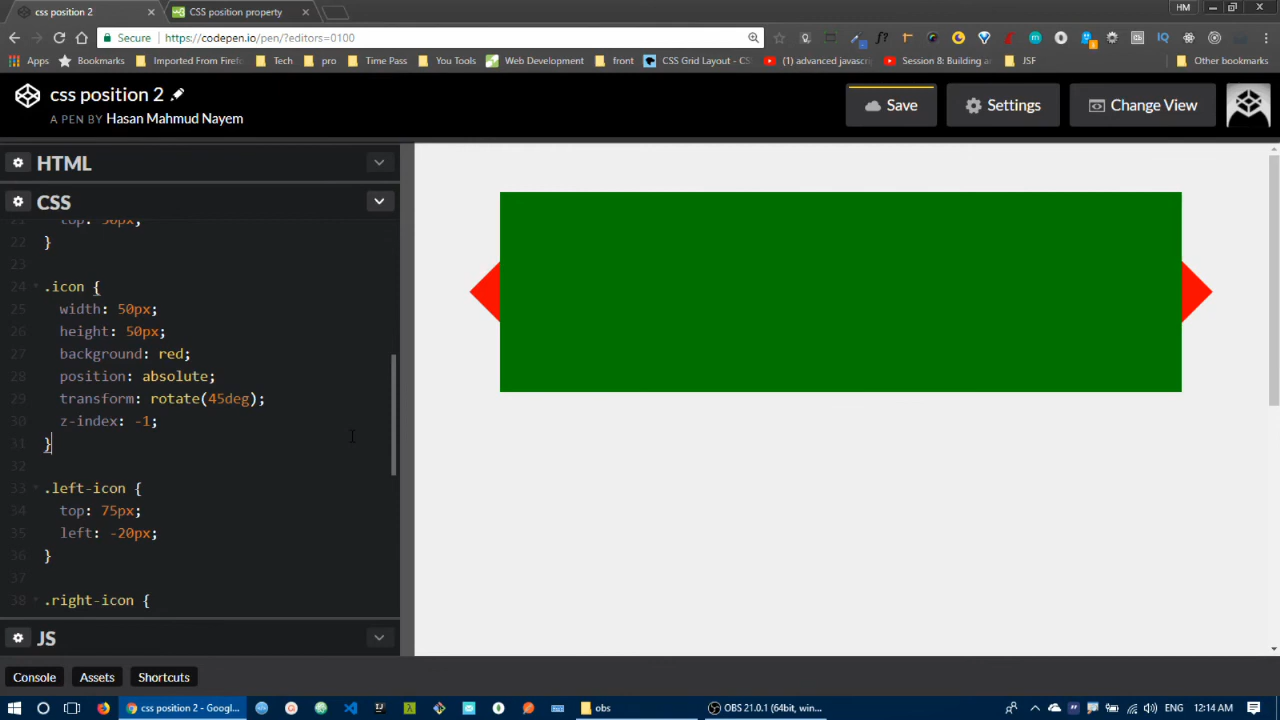 css position 2
CSS position property
HM
Secure
https://codepen.io/pen/?editors=0100
Apps
Bookmarks
Imported From Firef
Tech
pro
Time Pass
You Tools
Web Development
front
CSS Grid Layout - CS
(1) advanced javascri
Session 8: Building a
JSF
Other bookmarks
css position 2
A PEN BY Hasan Mahmud Nayem
Save
Settings
Change View
HTML
CSS
22 }
23
24 .icon {
25 width: 50px;
26 height: 50px;
27 background: red;
28 position: absolute;
29 transform: rotate(45deg);
30 z-index: -1;
31 }
32
33 .left-icon {
34 top: 75px;
35 left: -20px;
36 }
37
38 .right-icon {
JS
Console
Assets
Shortcuts
css position 2 - Googl...
obs
OBS 21.0.1 (64bit, win...
ENG
12:14 AM